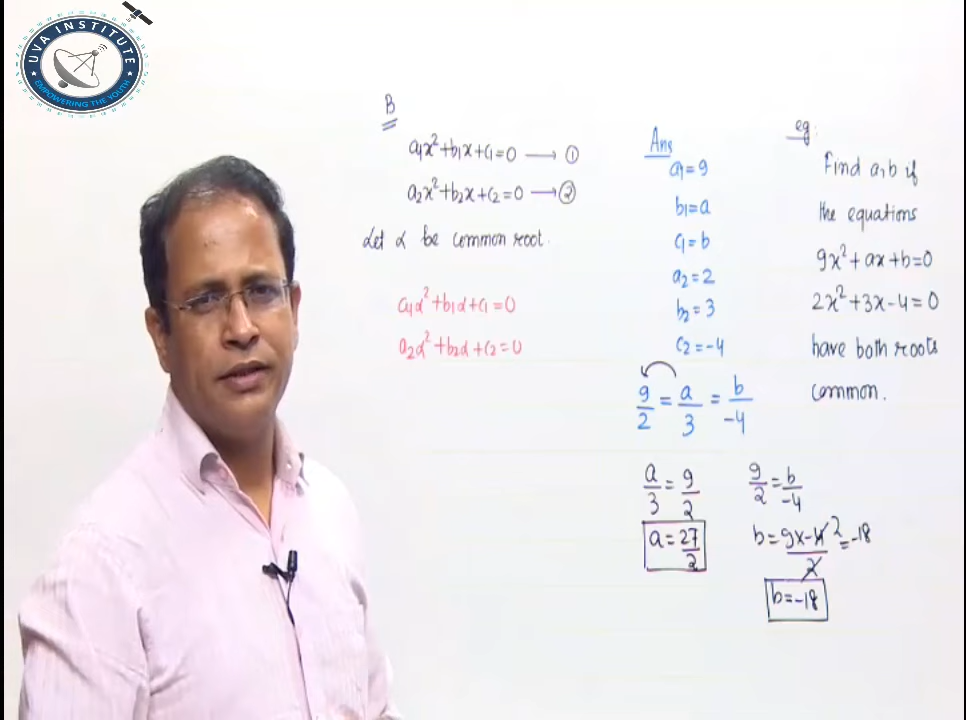 UVA INSTITUTE
EMPOWERING THE YOUTH
B
a₁x²+b₁x+c₁=0 → ①
a₂x²+b₂x+c₂=0 → ②
Let α be common root.
a₁α²+b₁α+c₁=0
a₂α²+b₂α+c₂=0
Ans
a₁=9
b₁=a
c₁=b
a₂=2
b₂=3
c₂=-4
9/2 = a/3 = b/-4
a/3 = 9/2
a=27/2
9/2 = b/-4
b=9x-4 2/2=-18
b=-18
eg:
Find a,b if
the equations
9x²+ax+b=0
2x²+3x-4=0
have both roots
common.